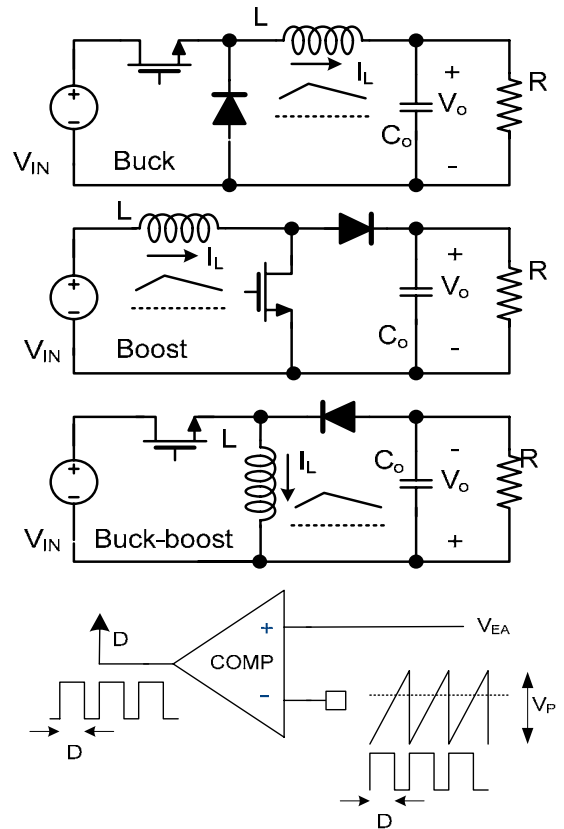 L
I_L
+
V_o
-
C_o
R
+
-
V_IN
Buck
L
I_L
+
V_o
-
C_o
R
+
-
V_IN
Boost
L
I_L
-
V_o
+
C_o
R
+
-
V_IN
Buck-boost
D
COMP
+
-
V_EA
V_P
D
D